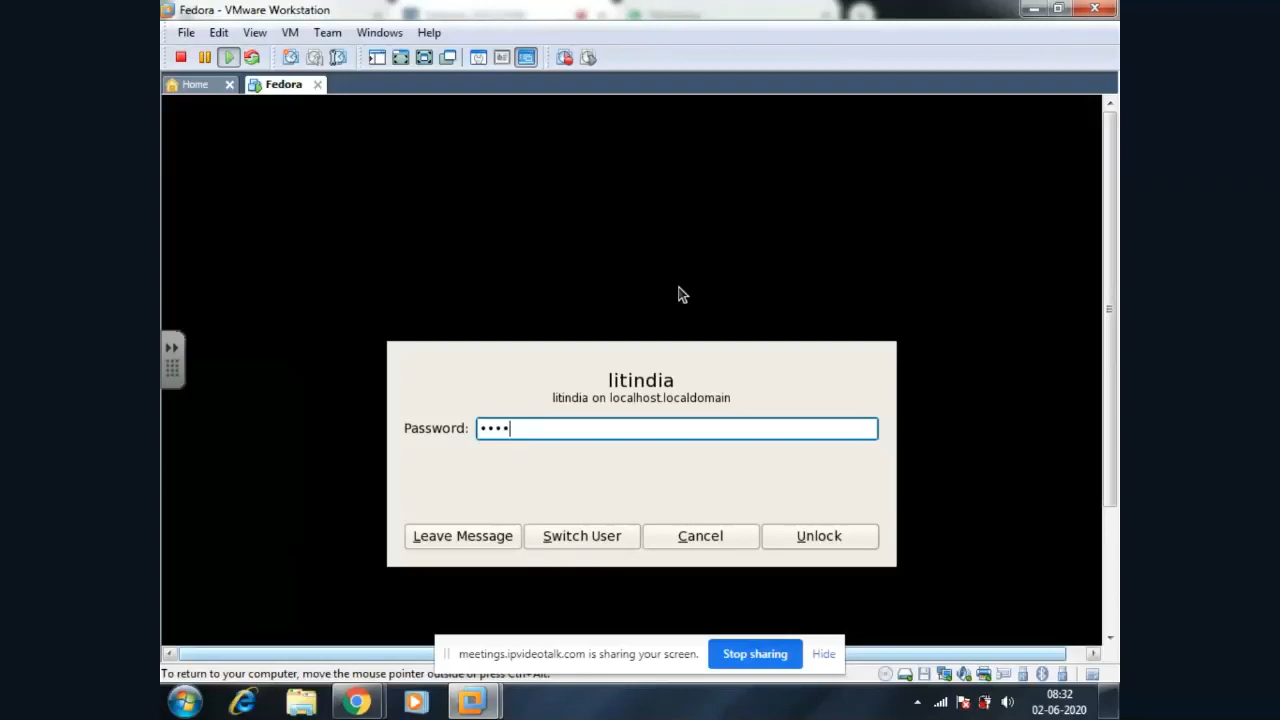 Fedora - VMware Workstation
File Edit View VM Team Windows Help
Home Fedora
litindia
litindia on localhost.localdomain
Password: ••••
Leave Message Switch User Cancel Unlock
meetings.ipvideotalk.com is sharing your screen. Stop sharing Hide
To return to your computer, move the mouse pointer outside or press Ctrl+Alt.
08:32
02-06-2020